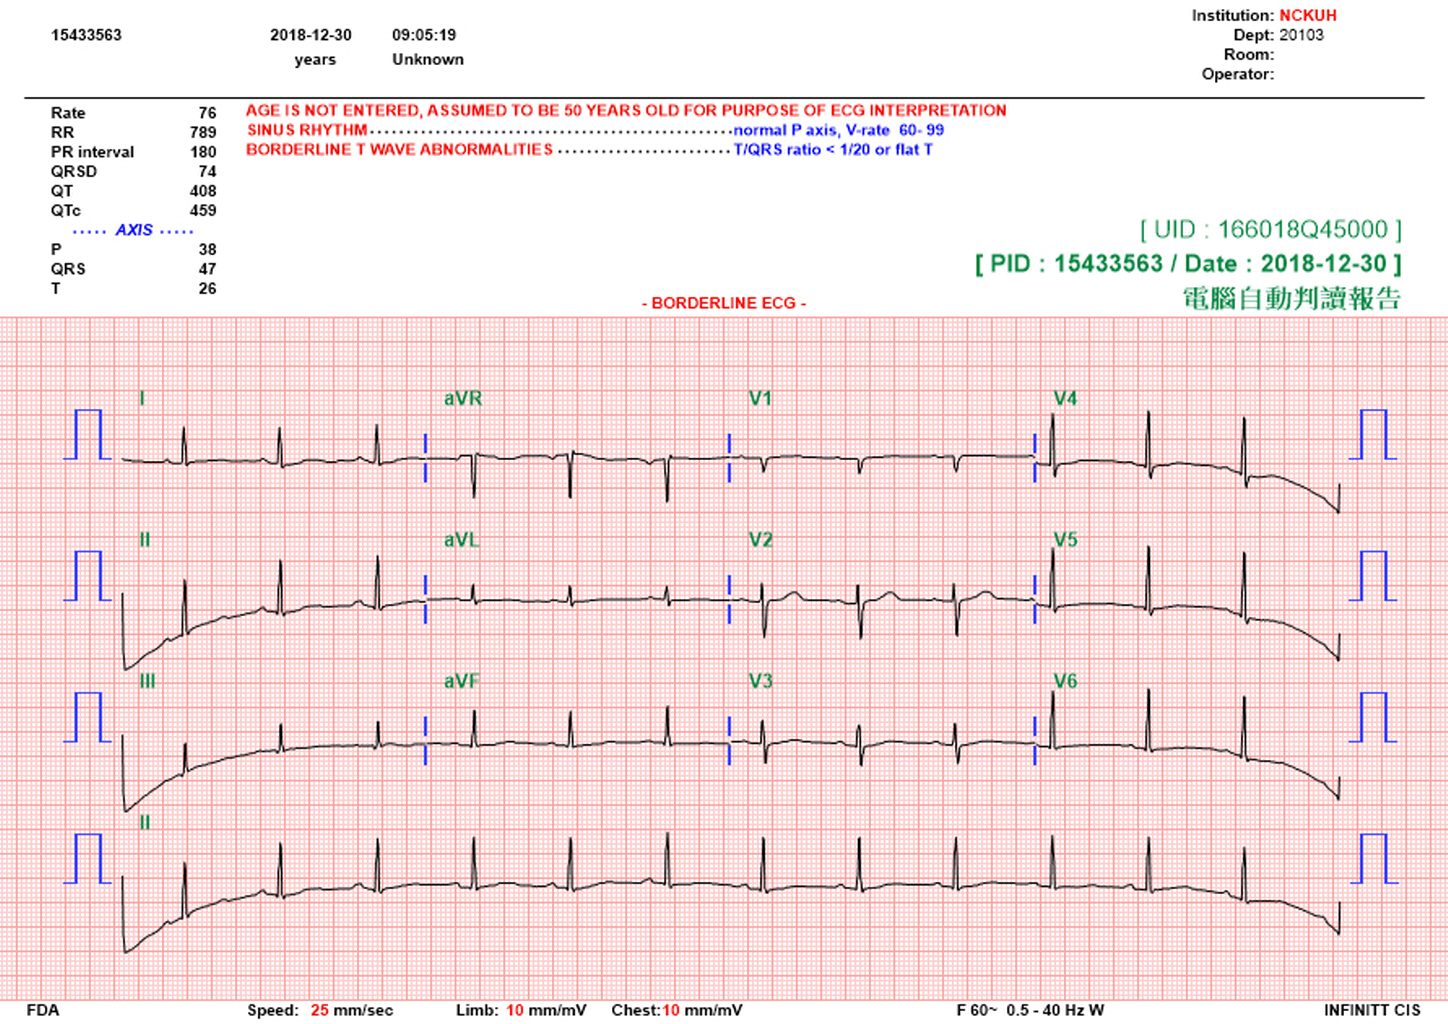 Institution: NCKUH
15433563 2018-12-30 09:05:19 Dept: 20103
years Unknown Room:
Operator:
Rate 76 AGE IS NOT ENTERED, ASSUMED TO BE 50 YEARS OLD FOR PURPOSE OF ECG INTERPRETATION
RR 789 SINUS RHYTHM normal P axis, V-rate 60- 99
PR interval 180 BORDERLINE T WAVE ABNORMALITIES T/QRS ratio < 1/20 or flat T
QRSD 74
QT 408
QTc 459
..... AXIS .....
P 38
QRS 47
T 26
[ UID : 166018Q45000 ]
[ PID : 15433563 / Date : 2018-12-30 ]
電腦自動判讀報告
- BORDERLINE ECG -
I aVR V1 V4
II aVL V2 V5
III aVF V3 V6
II
FDA Speed: 25 mm/sec Limb: 10 mm/mV Chest:10 mm/mV F 60~ 0.5 - 40 Hz W INFINITT CIS